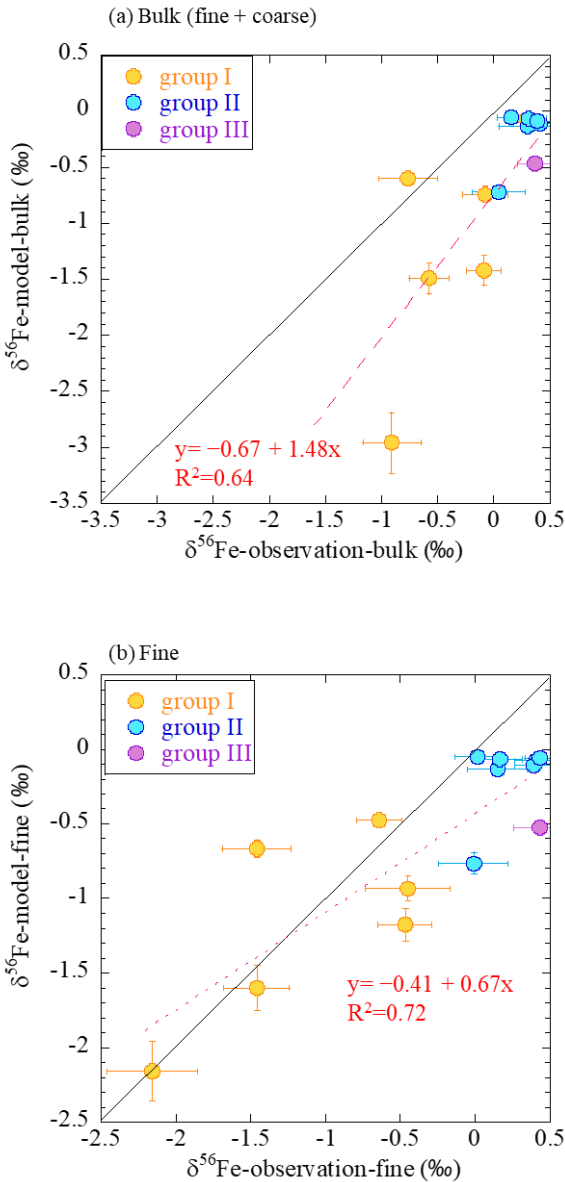 (a) Bulk (fine + coarse)
0.5
0
-0.5
-1
-1.5
-2
-2.5
-3
-3.5
δ⁵⁶Fe-model-bulk (‰)
group I
group II
group III
y= −0.67 + 1.48x
R²=0.64
-3.5 -3 -2.5 -2 -1.5 -1 -0.5 0 0.5
δ⁵⁶Fe-observation-bulk (‰)
(b) Fine
0.5
0
-0.5
-1
-1.5
-2
-2.5
δ⁵⁶Fe-model-fine (‰)
group I
group II
group III
y= −0.41 + 0.67x
R²=0.72
-2.5 -2 -1.5 -1 -0.5 0 0.5
δ⁵⁶Fe-observation-fine (‰)